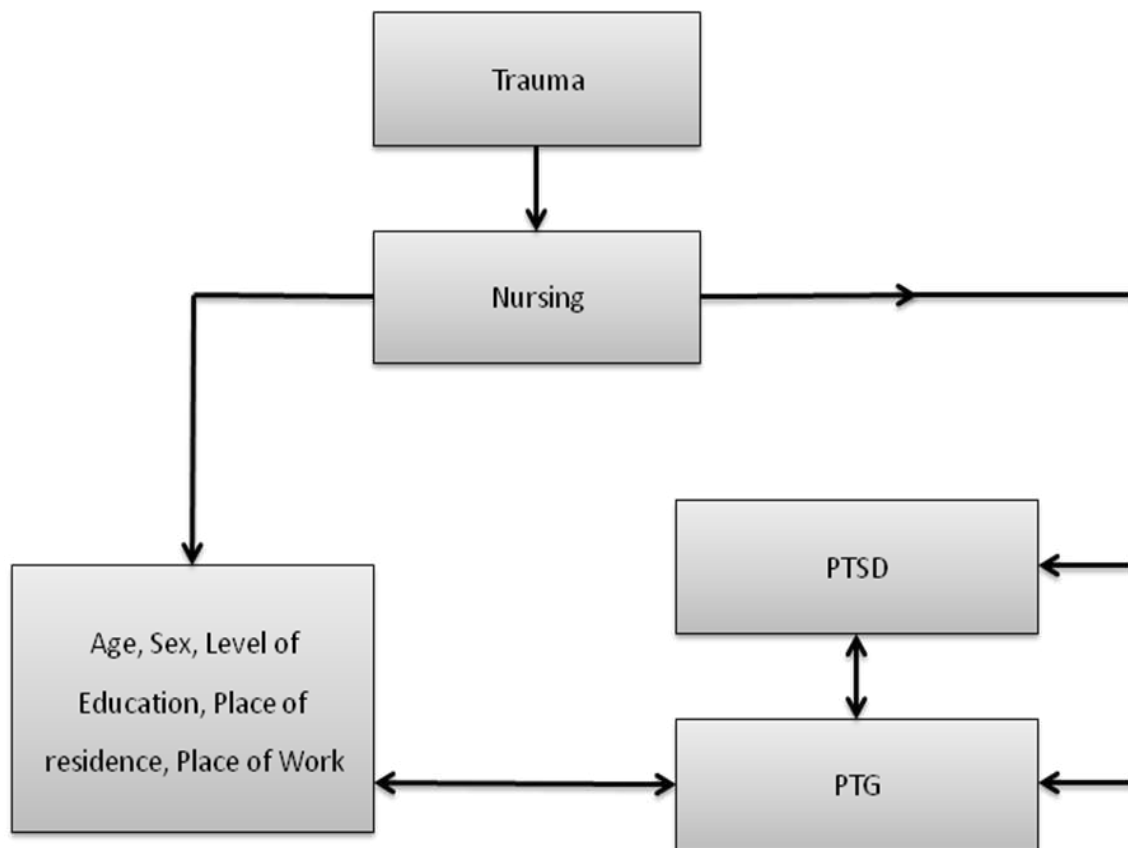 Trauma
Nursing
PTSD
Age, Sex, Level of
Education, Place of
residence, Place of Work
PTG